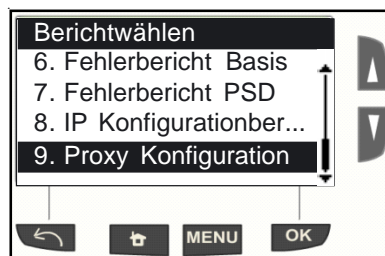 Berichtwählen
6. Fehlerbericht Basis
7. Fehlerbericht PSD
8. IP Konfigurationber...
9. Proxy Konfiguration
MENU
OK